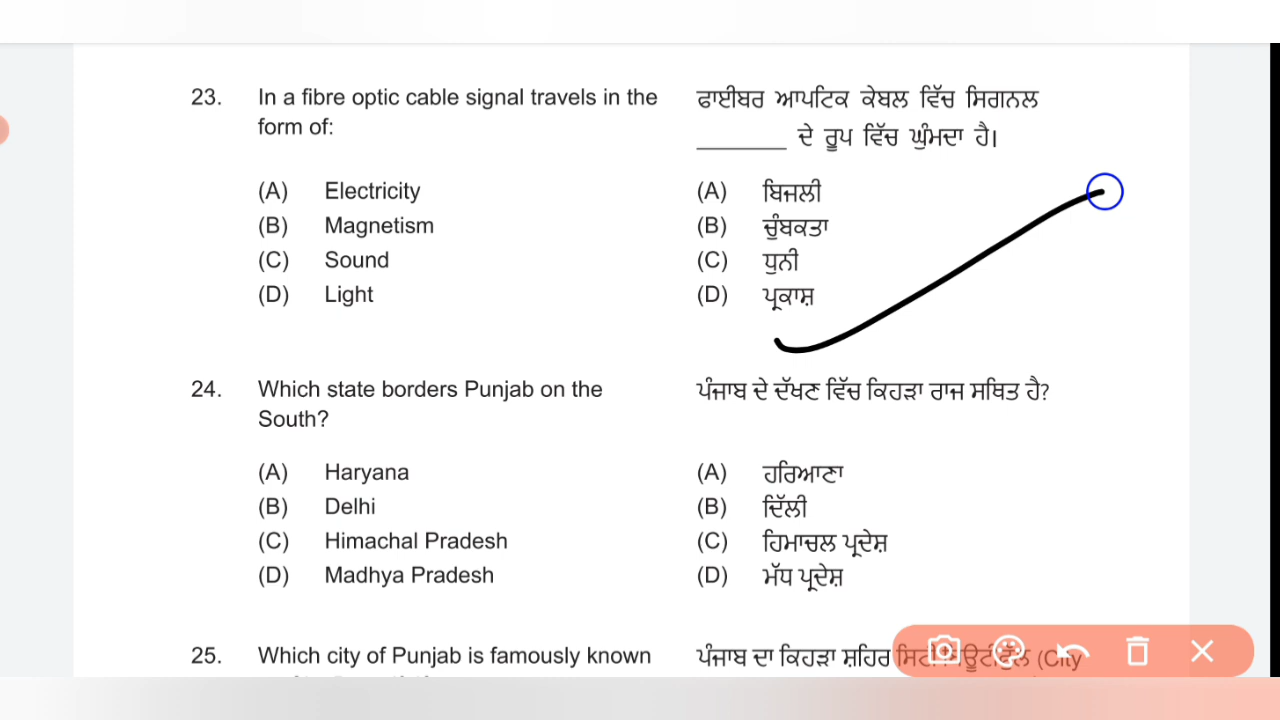 23. In a fibre optic cable signal travels in the
form of:
(A) Electricity
(B) Magnetism
(C) Sound
(D) Light
ਫਾਈਬਰ ਆਪਟਿਕ ਕੇਬਲ ਵਿੱਚ ਸਿਗਨਲ
________ ਦੇ ਰੂਪ ਵਿੱਚ ਘੁੰਮਦਾ ਹੈ।
(A) ਬਿਜਲੀ
(B) ਚੁੰਬਕਤਾ
(C) ਧੁਨੀ
(D) ਪ੍ਰਕਾਸ਼
24. Which state borders Punjab on the
South?
(A) Haryana
(B) Delhi
(C) Himachal Pradesh
(D) Madhya Pradesh
ਪੰਜਾਬ ਦੇ ਦੱਖਣ ਵਿੱਚ ਕਿਹੜਾ ਰਾਜ ਸਥਿਤ ਹੈ?
(A) ਹਰਿਆਣਾ
(B) ਦਿੱਲੀ
(C) ਹਿਮਾਚਲ ਪ੍ਰਦੇਸ਼
(D) ਮੱਧ ਪ੍ਰਦੇਸ਼
25. Which city of Punjab is famously known
ਪੰਜਾਬ ਦਾ ਕਿਹੜਾ ਸ਼ਹਿਰ (City